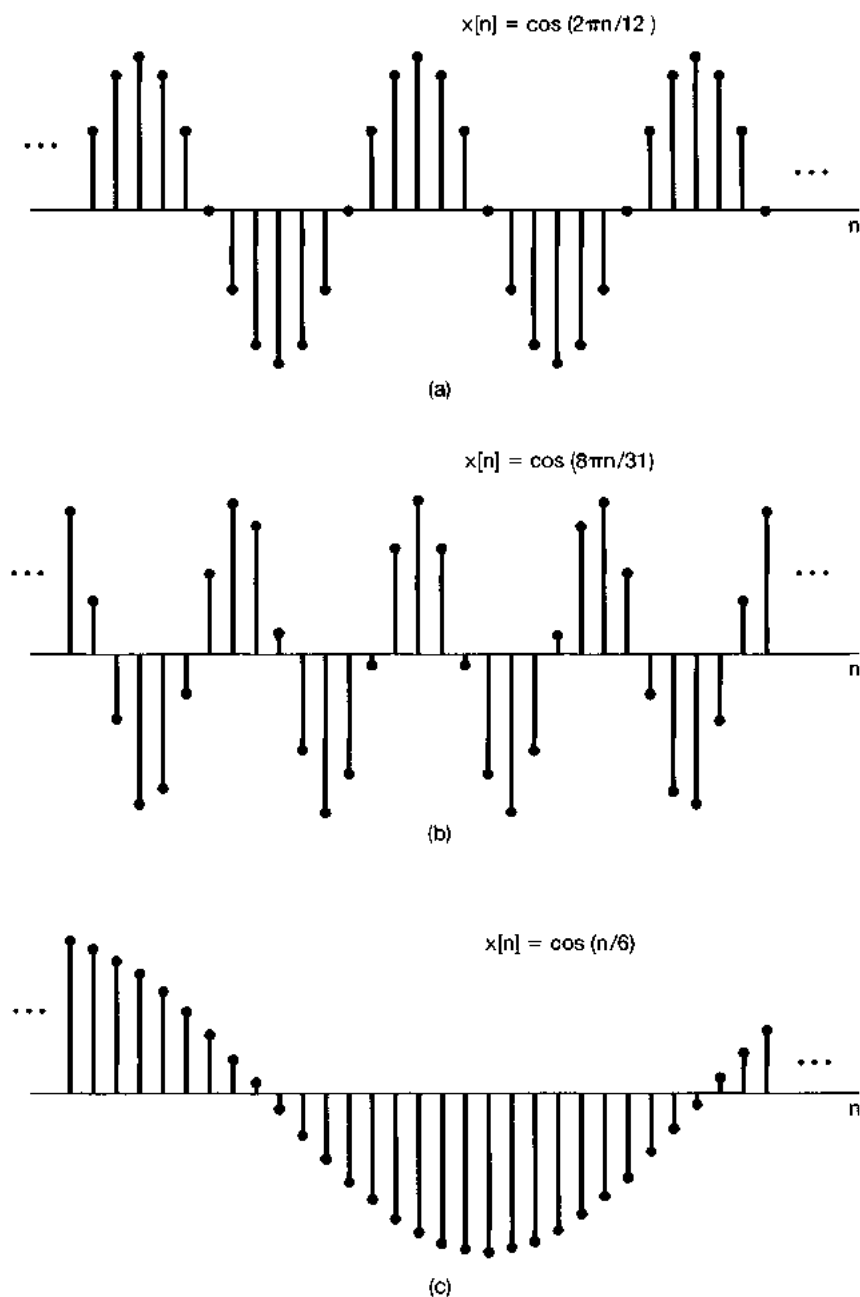 x[n] = cos (2πn/12 )
...
...
n
(a)
x[n] = cos (8πn/31)
...
...
n
(b)
x[n] = cos (n/6)
...
...
n
(c)